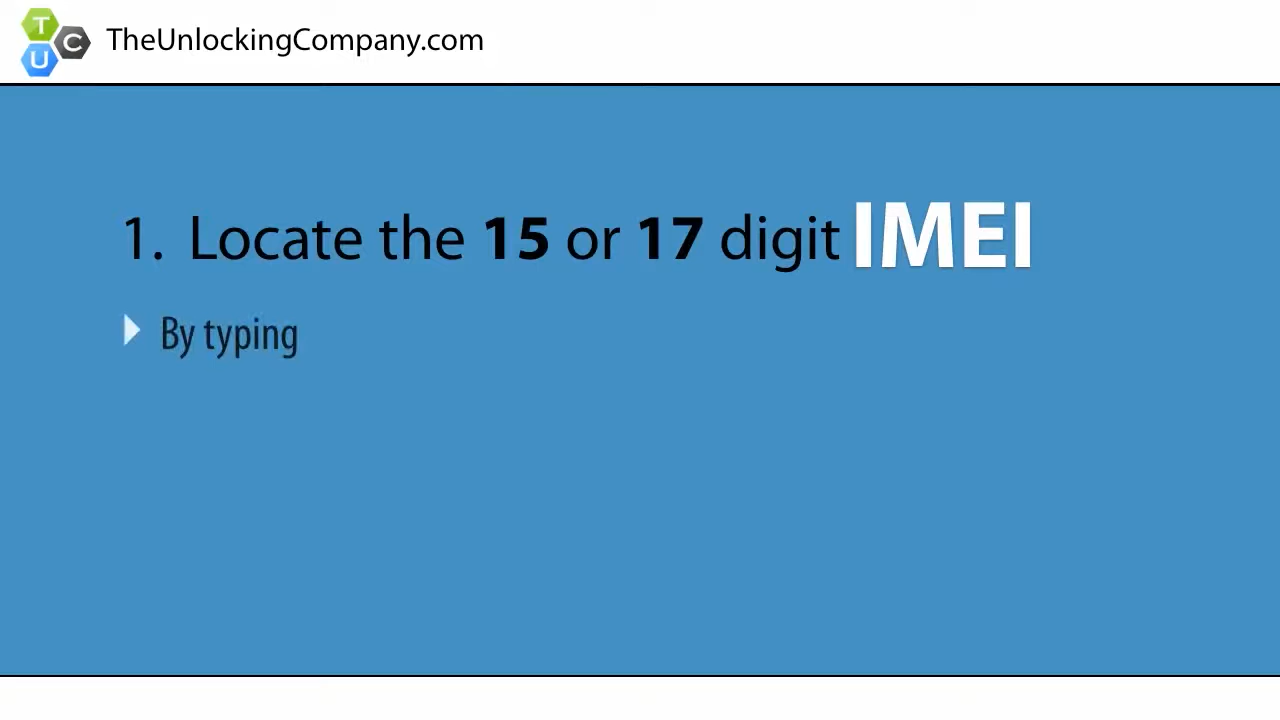 T
C
U
TheUnlockingCompany.com
1. Locate the 15 or 17 digit IMEI
By typing